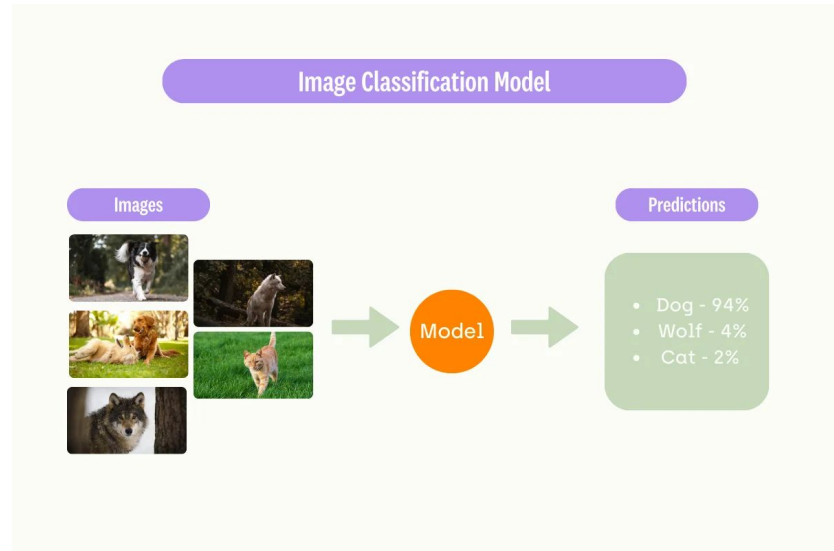 Image Classification Model
Images
Predictions
Model
• Dog - 94%
• Wolf - 4%
• Cat - 2%